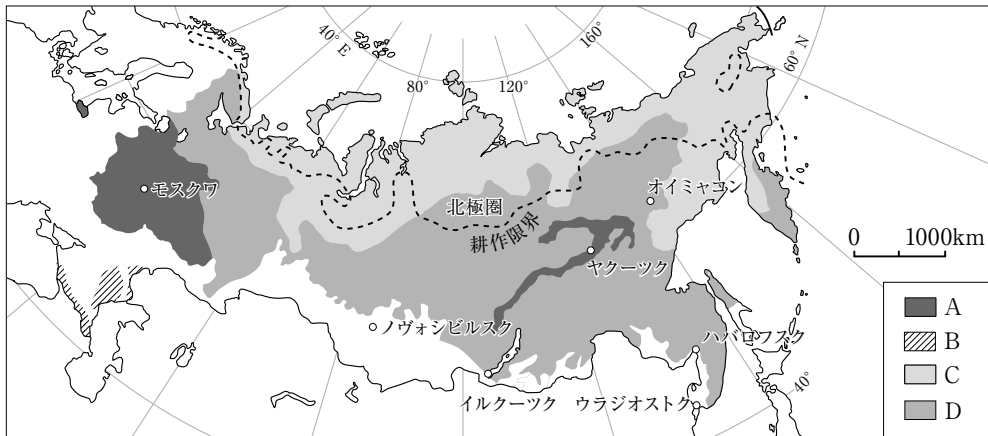 40° E
80°
120°
160°
60° N
モスクワ
オイミャコン
北極圏
耕作限界
0 1000km
ヤクーツク
ノヴォシビルスク
ハバロフスク
イルクーツク
ウラジオストク
40°
A
B
C
D